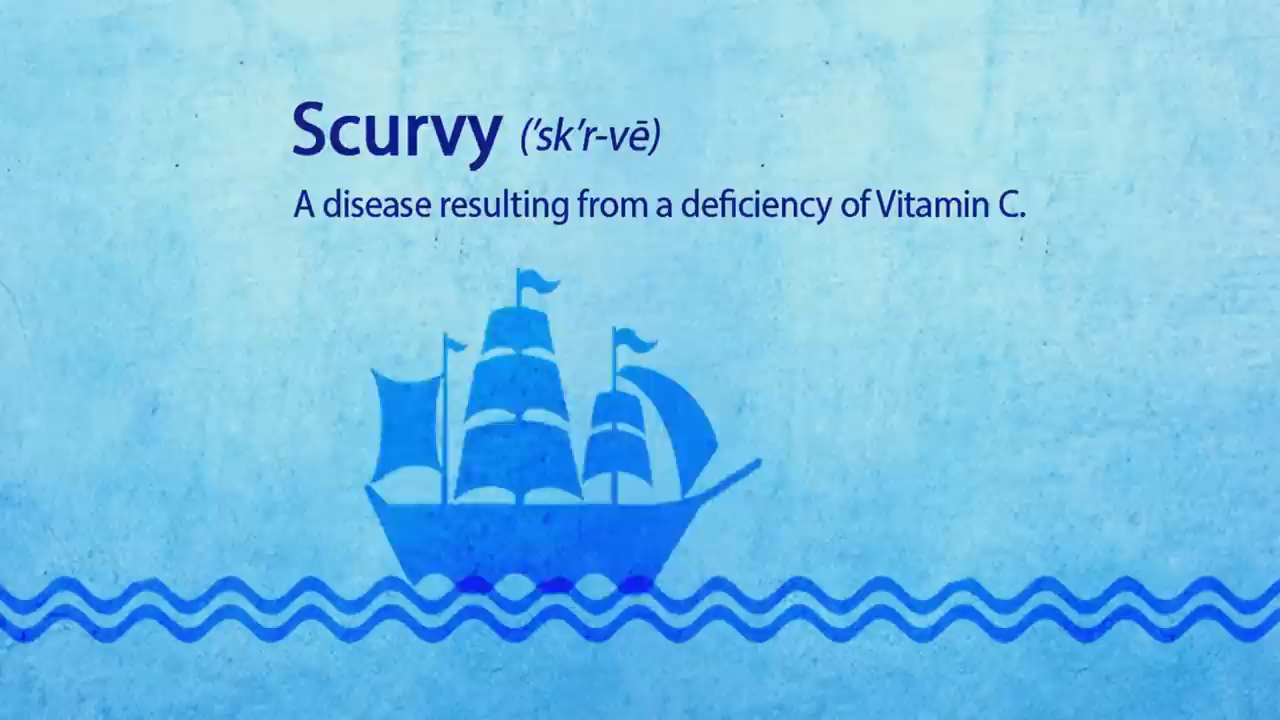 Scurvy (′sk′r-vē)
A disease resulting from a deficiency of Vitamin C.